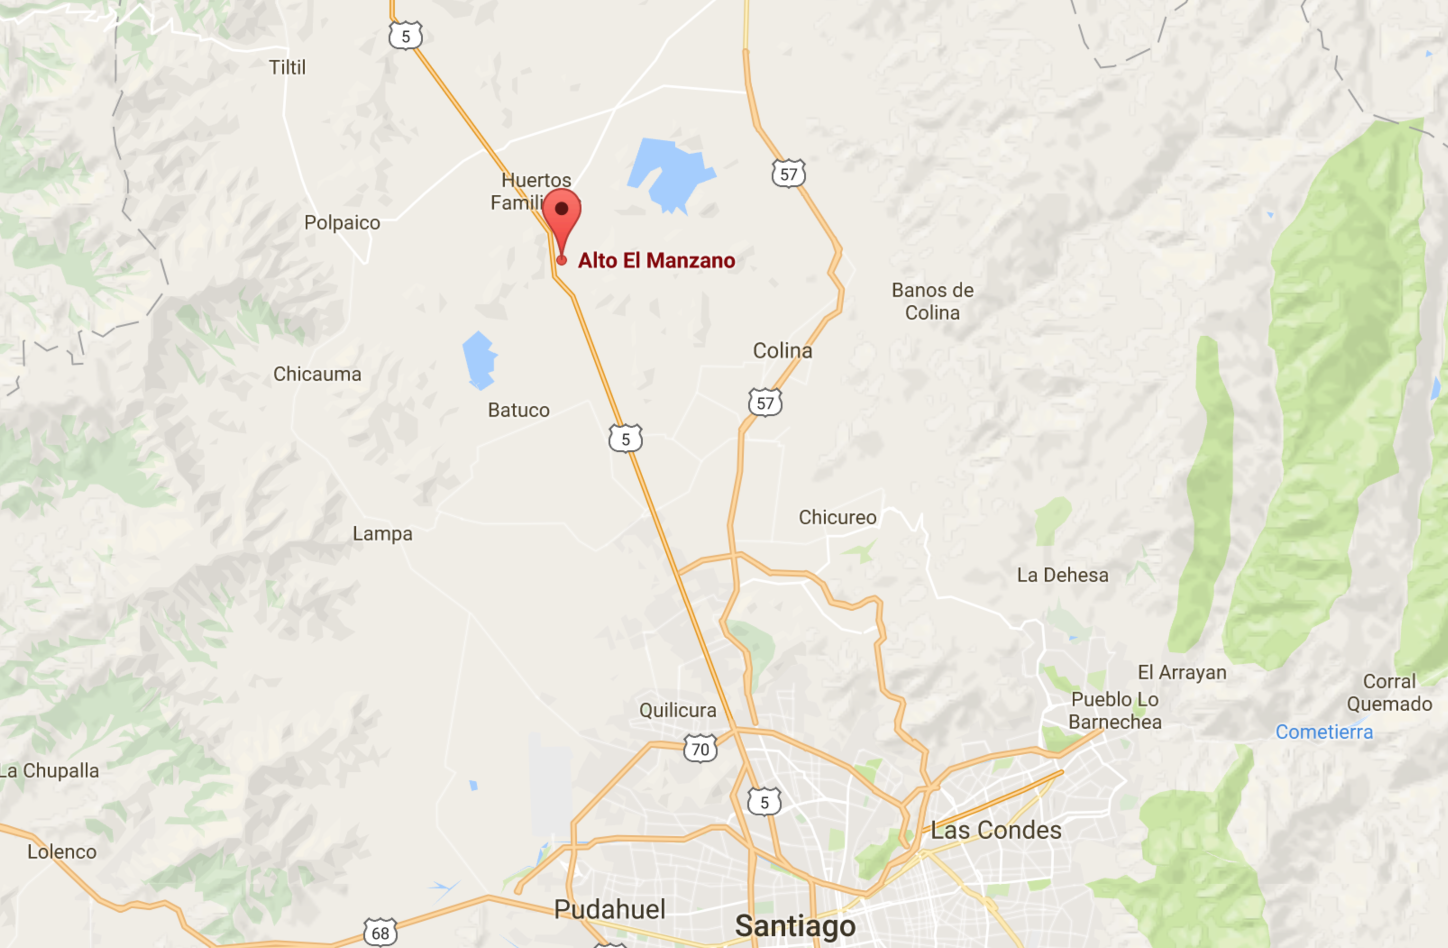 5
Tiltil
57
Huertos
Famili
Polpaico
Alto El Manzano
Banos de
Colina
Colina
Chicauma
57
Batuco
5
Chicureo
Lampa
La Dehesa
El Arrayan
Corral
Quemado
Pueblo Lo
Barnechea
Quilicura
Cometierra
70
La Chupalla
5
Las Condes
Lolenco
Pudahuel
Santiago
68